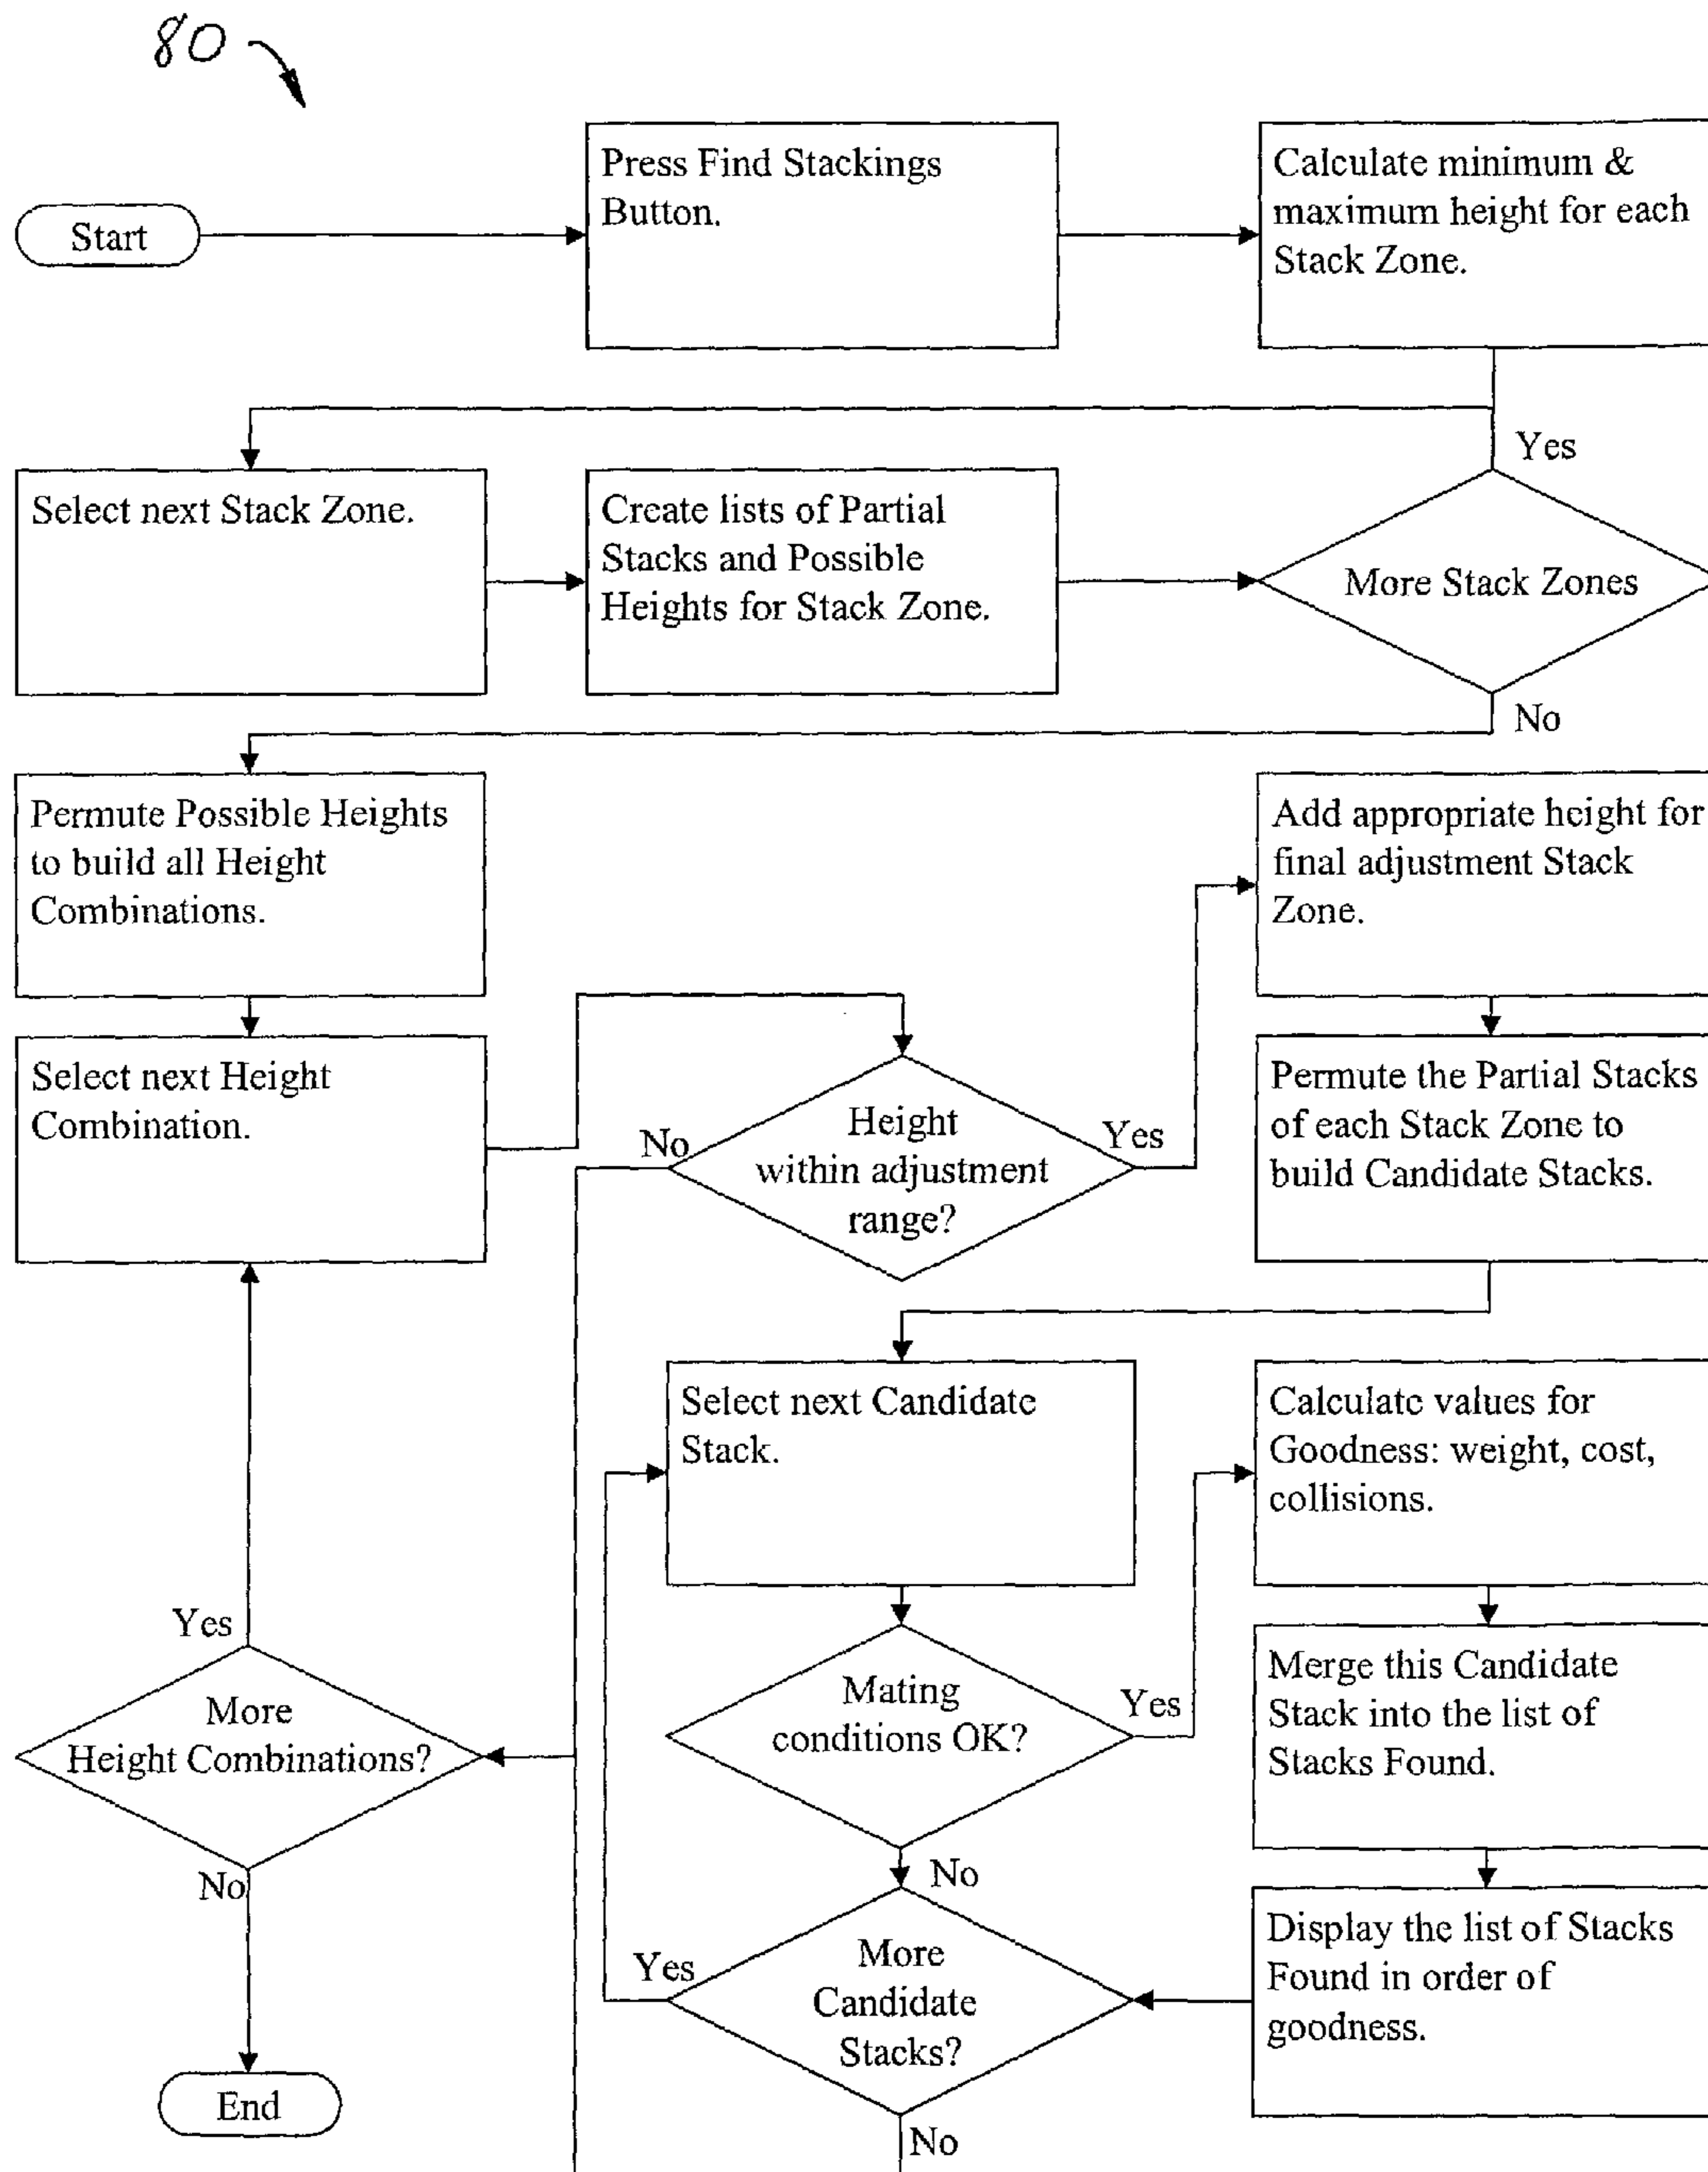 80
Start
Press Find Stackings
Button.
Calculate minimum &
maximum height for each
Stack Zone.
Select next Stack Zone.
Create lists of Partial
Stacks and Possible
Heights for Stack Zone.
Yes
More Stack Zones
No
Permute Possible Heights
to build all Height
Combinations.
Add appropriate height for
final adjustment Stack
Zone.
Select next Height
Combination.
No
Height
within adjustment
range?
Yes
Permute the Partial Stacks
of each Stack Zone to
build Candidate Stacks.
Select next Candidate
Stack.
Calculate values for
Goodness: weight, cost,
collisions.
Yes
More
Height Combinations?
No
Mating
conditions OK?
Yes
No
Merge this Candidate
Stack into the list of
Stacks Found.
Yes
More
Candidate
Stacks?
No
Display the list of Stacks
Found in order of
goodness.
End